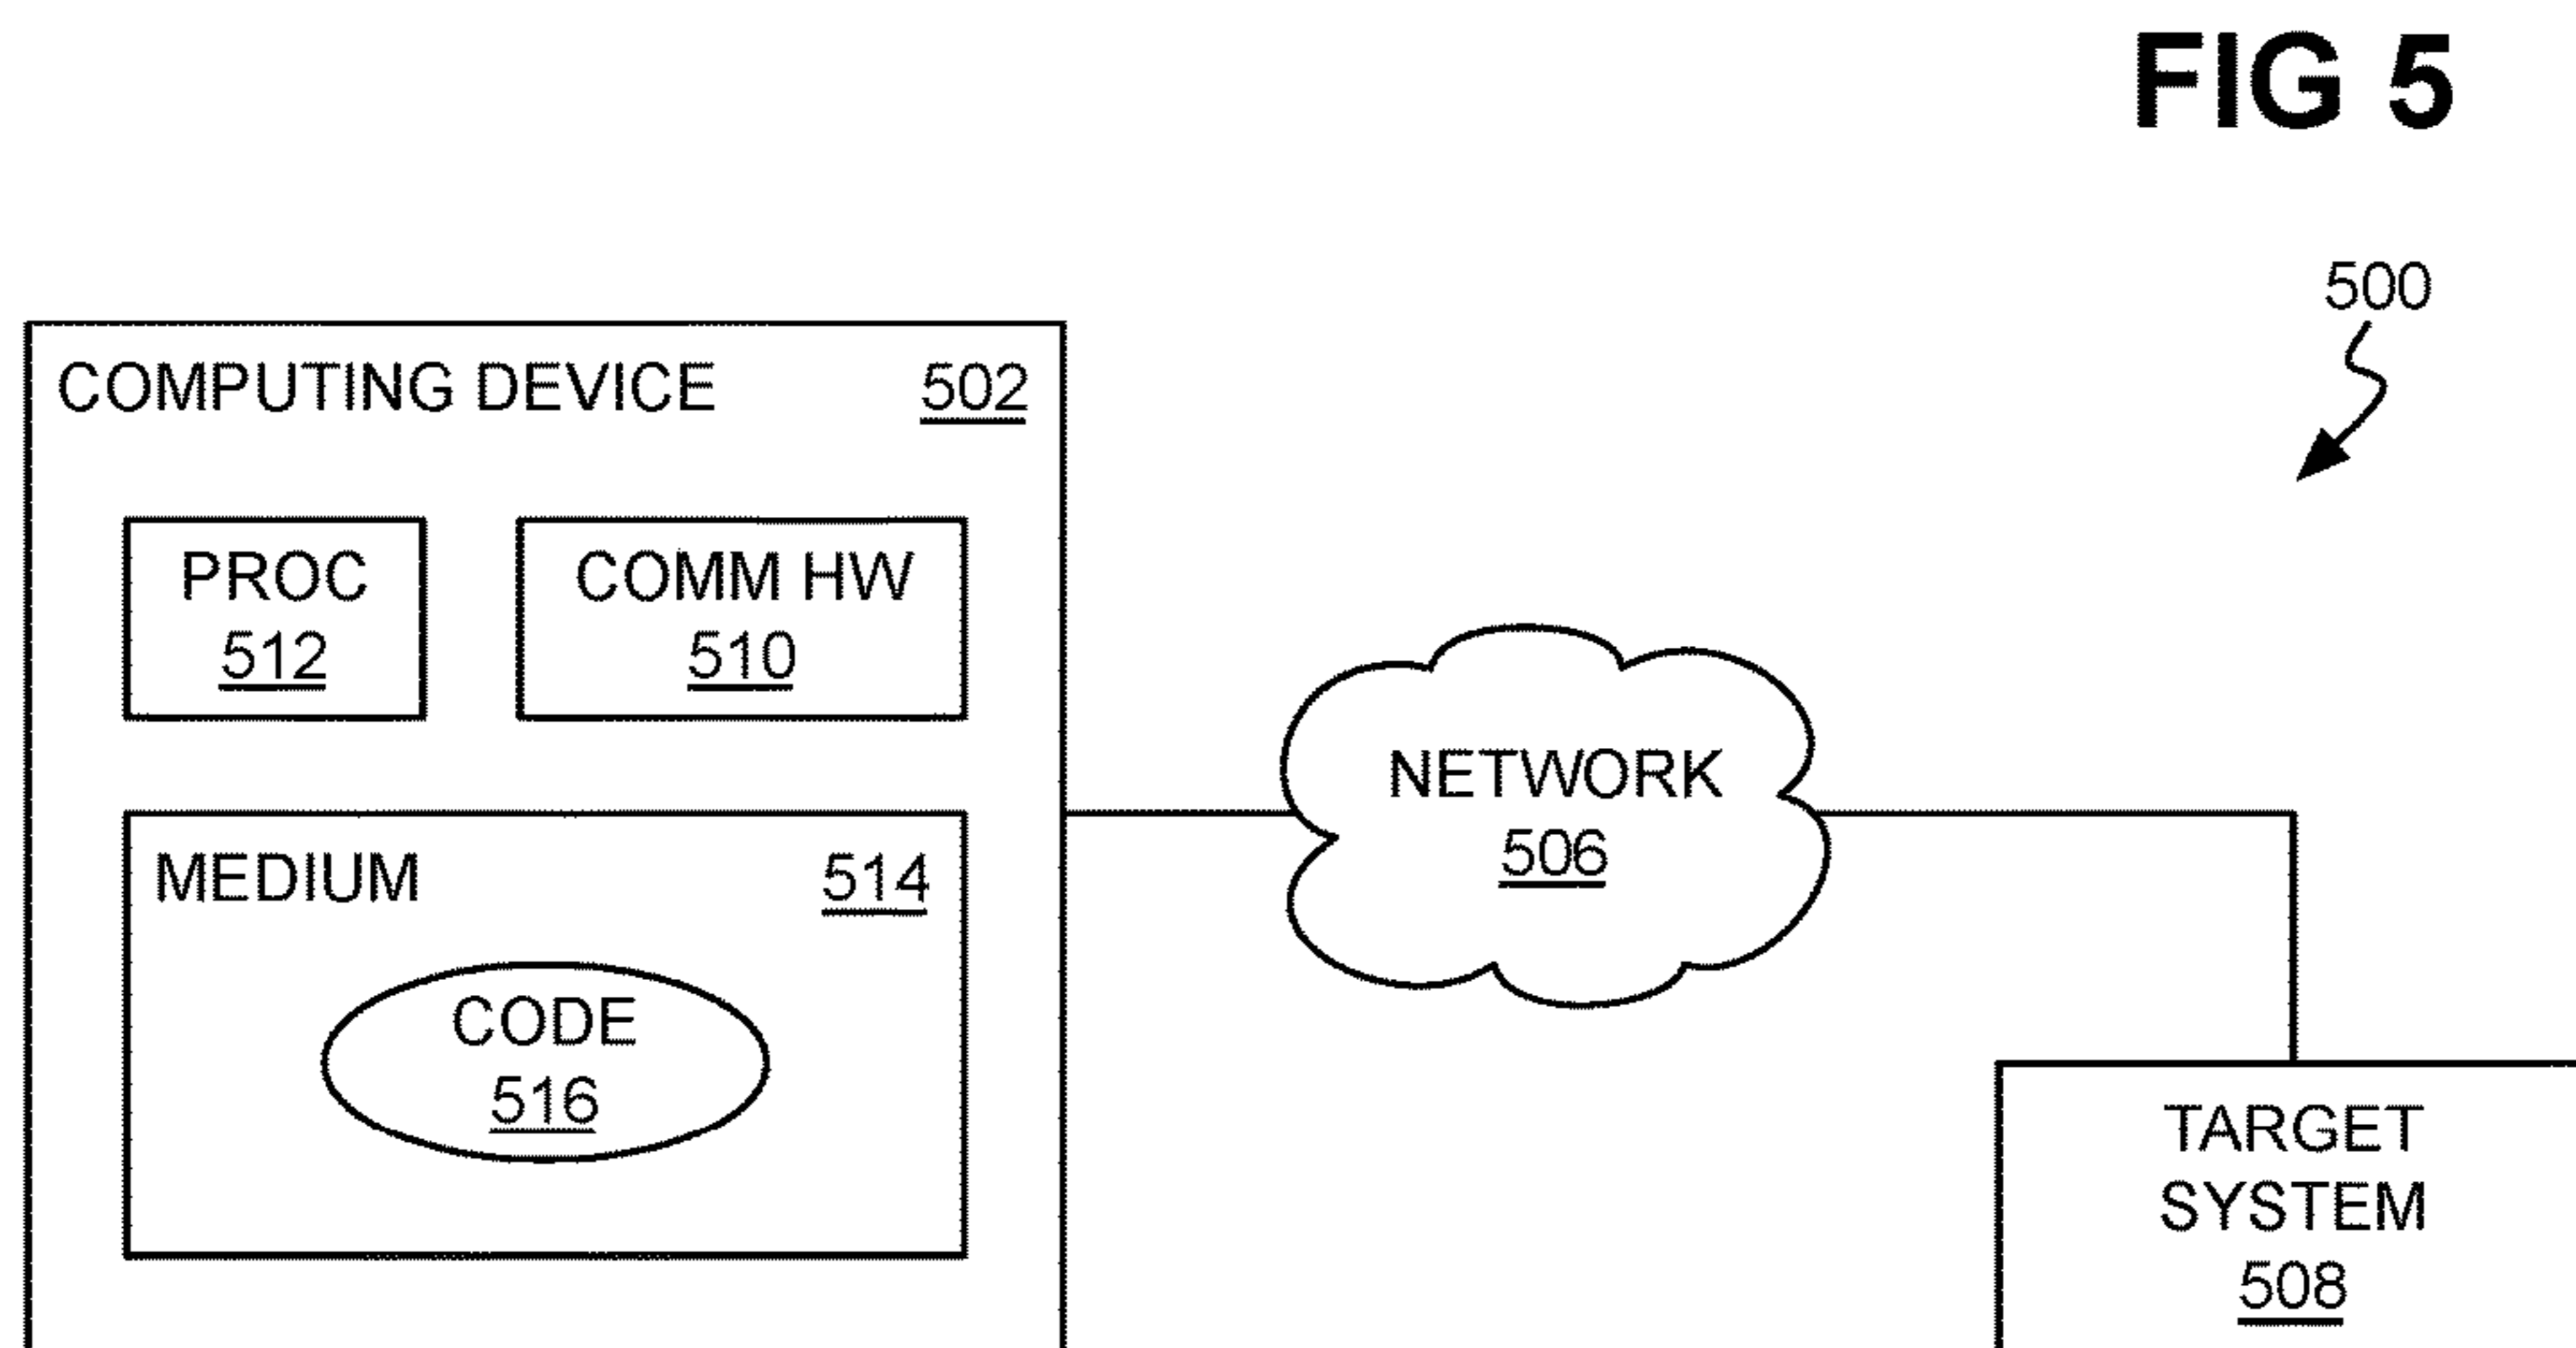 FIG 5
500
COMPUTING DEVICE 502
PROC
512
COMM HW
510
NETWORK
506
MEDIUM 514
CODE
516
TARGET
SYSTEM
508